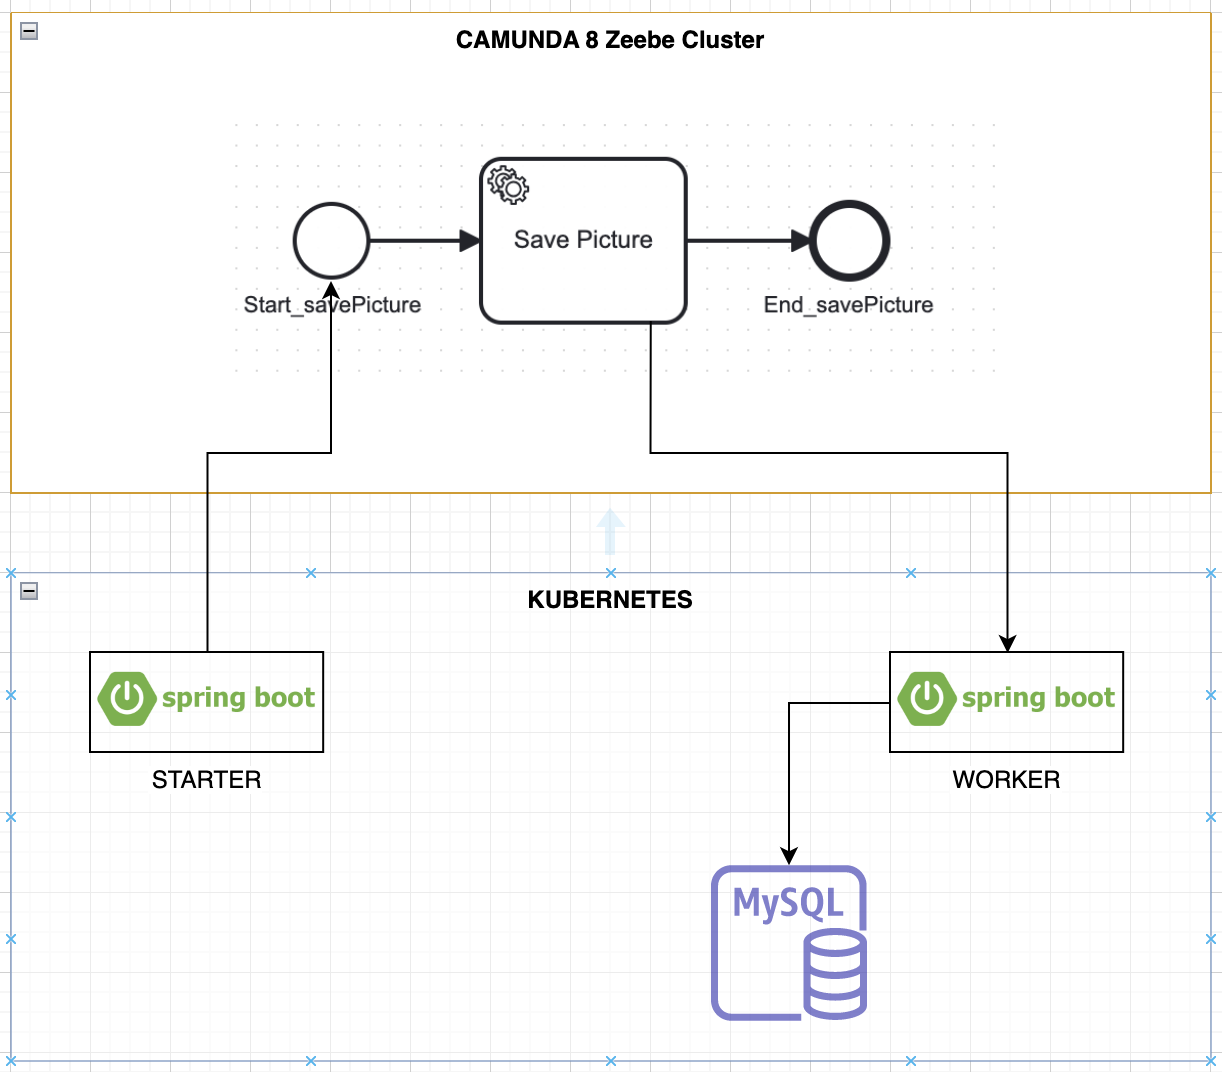 CAMUNDA 8 Zeebe Cluster
Save Picture
Start_savePicture
End_savePicture
KUBERNETES
spring boot
spring boot
STARTER
WORKER
MySQL